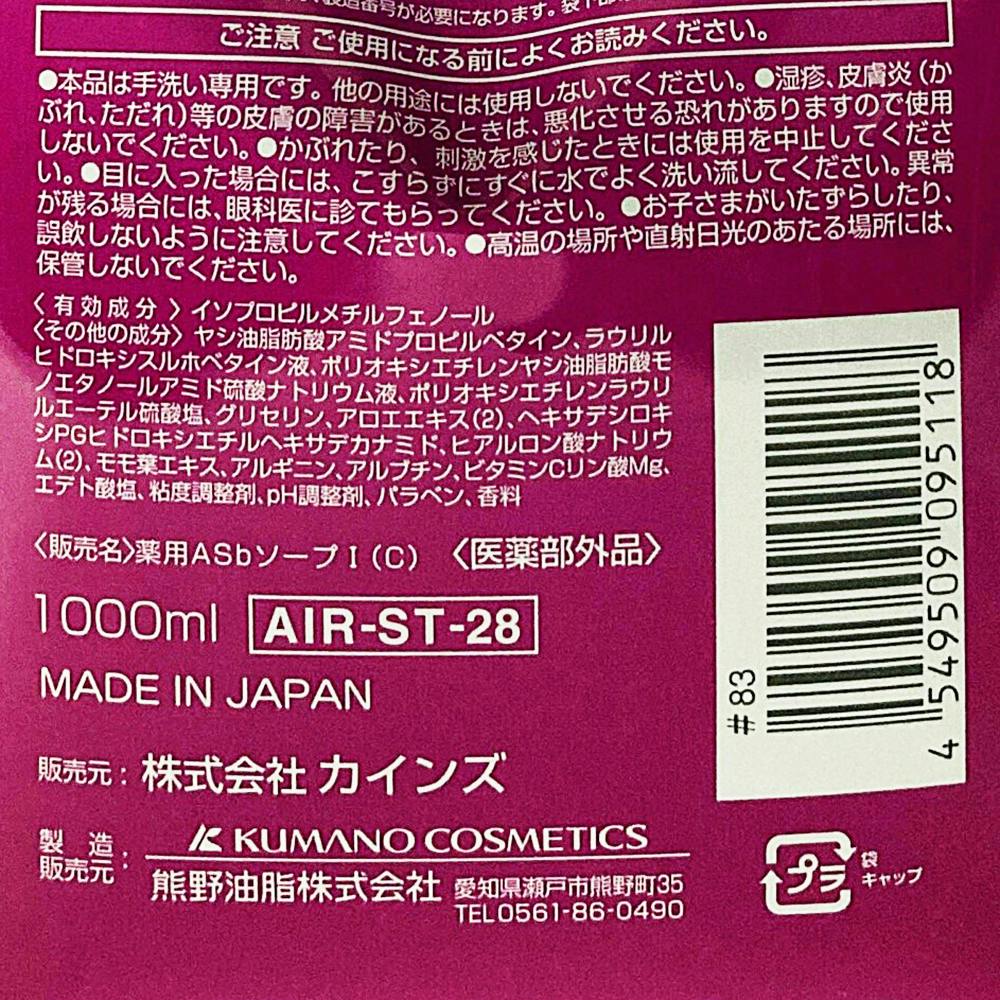 製造番号が必要になります。
ご注意 ご使用になる前によくお読みください。
●本品は手洗い専用です。他の用途には使用しないでください。●湿疹、皮膚炎(か
ぶれ、ただれ)等の皮膚の障害があるときは、悪化させる恐れがありますので使用
しないでください。●かぶれたり、刺激を感じたときには使用を中止してくださ
い。●目に入った場合には、こすらずにすぐに水でよく洗い流してください。異常
が残る場合には、眼科医に診てもらってください。●お子さまがいたずらしたり、
誤飲しないように注意してください。●高温の場所や直射日光のあたる場所には、
保管しないでください。
〈有効成分〉イソプロピルメチルフェノール
〈その他の成分〉ヤシ油脂肪酸アミドプロピルベタイン、ラウリル
ヒドロキシスルホベタイン液、ポリオキシエチレンヤシ油脂肪酸モ
ノエタノールアミド硫酸ナトリウム液、ポリオキシエチレンラウリ
ルエーテル硫酸塩、グリセリン、アロエエキス(2)、ヘキサデシロキ
シPGヒドロキシエチルヘキサデカナミド、ヒアルロン酸ナトリウ
ム(2)、モモ葉エキス、アルギニン、アルブチン、ビタミンCリン酸Mg、
エデト酸塩、粘度調整剤、pH調整剤、パラベン、香料
〈販売名〉薬用ASbソープⅠ(C) 〈医薬部外品〉
1000ml AIR-ST-28
MADE IN JAPAN
販売元:株式会社 カインズ
製造
販売元:
KUMANO COSMETICS
熊野油脂株式会社 愛知県瀬戸市熊野町35
TEL0561-86-0490
#83
4 549509 095118
プラ
袋
キャップ